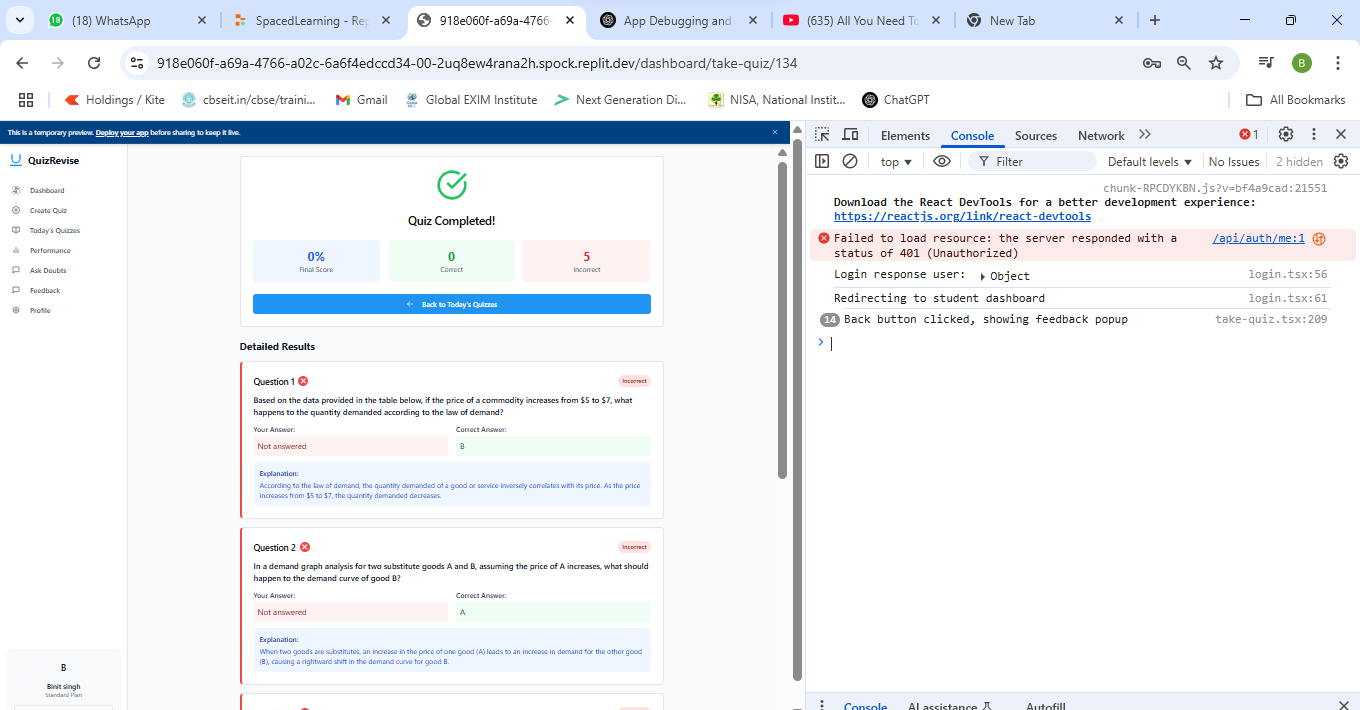 (18) WhatsApp
SpacedLearning - Rep
918e060f-a69a-4766-
App Debugging and
(635) All You Need To
New Tab
918e060f-a69a-4766-a02c-6a6f4edccd34-00-2uq8ew4rana2h.spock.replit.dev/dashboard/take-quiz/134
B
Holdings / Kite
cbseit.in/cbse/traini...
Gmail
Global EXIM Institute
Next Generation Di...
NISA, National Instit...
ChatGPT
All Bookmarks
This is a temporary preview. Deploy your app before sharing to keep it live.
QuizRevise
Dashboard
Create Quiz
Today's Quizzes
Performance
Ask Doubts
Feedback
Profile
B
Binit singh
Standard Plan
Quiz Completed!
0%
Final Score
0
Correct
5
Incorrect
Back to Today's Quizzes
Detailed Results
Question 1
Incorrect
Based on the data provided in the table below, if the price of a commodity increases from $5 to $7, what
happens to the quantity demanded according to the law of demand?
Your Answer:
Correct Answer:
Not answered
B
Explanation:
According to the law of demand, the quantity demanded of a good or service inversely correlates with its price. As the price
increases from $5 to $7, the quantity demanded decreases.
Question 2
Incorrect
In a demand graph analysis for two substitute goods A and B, assuming the price of A increases, what should
happen to the demand curve of good B?
Your Answer:
Correct Answer:
Not answered
A
Explanation:
When two goods are substitutes, an increase in the price of one good (A) leads to an increase in demand for the other good
(B), causing a rightward shift in the demand curve for good B.
Elements
Console
Sources
Network
1
top
Filter
Default levels
No Issues
2 hidden
chunk-RPCDYKBN.js?v=bf4a9cad:21551
Download the React DevTools for a better development experience:
https://reactjs.org/link/react-devtools
Failed to load resource: the server responded with a /api/auth/me:1
status of 401 (Unauthorized)
Login response user: Object login.tsx:56
Redirecting to student dashboard login.tsx:61
14 Back button clicked, showing feedback popup take-quiz.tsx:209
Console
AI assistance
Autofill